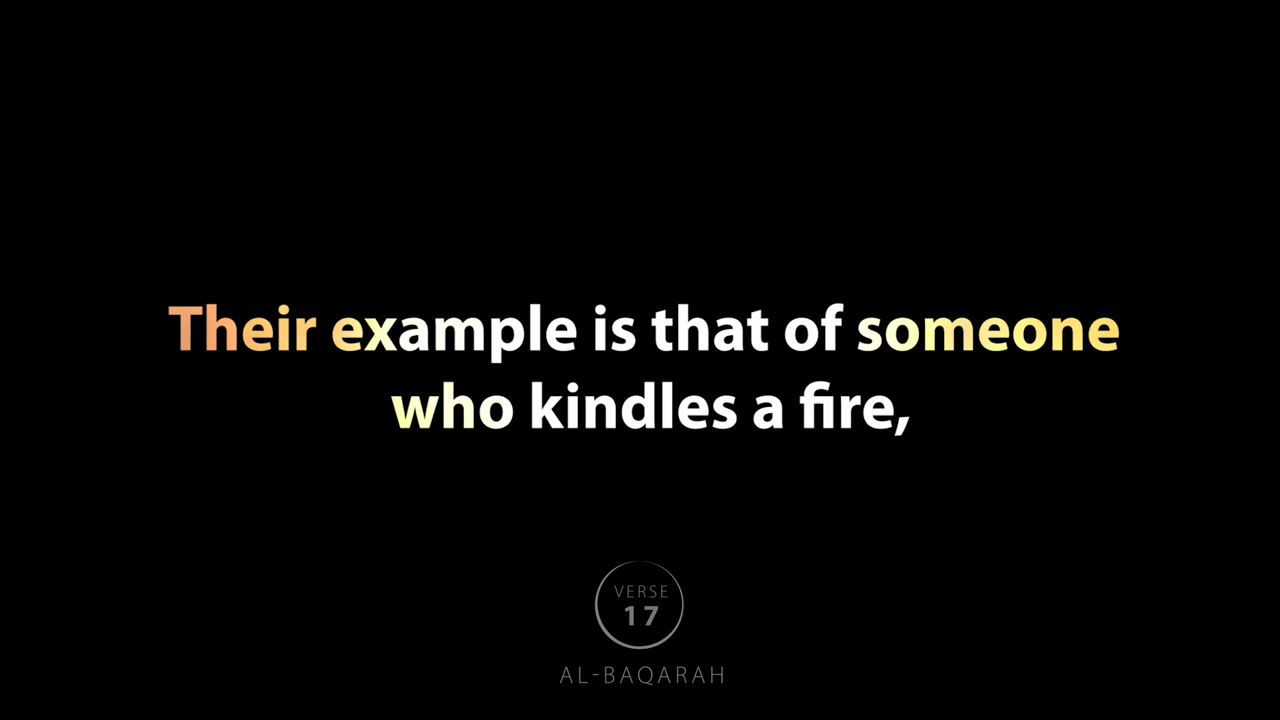 Their example is that of someone
who kindles a fire,
VERSE
17
AL-BAQARAH